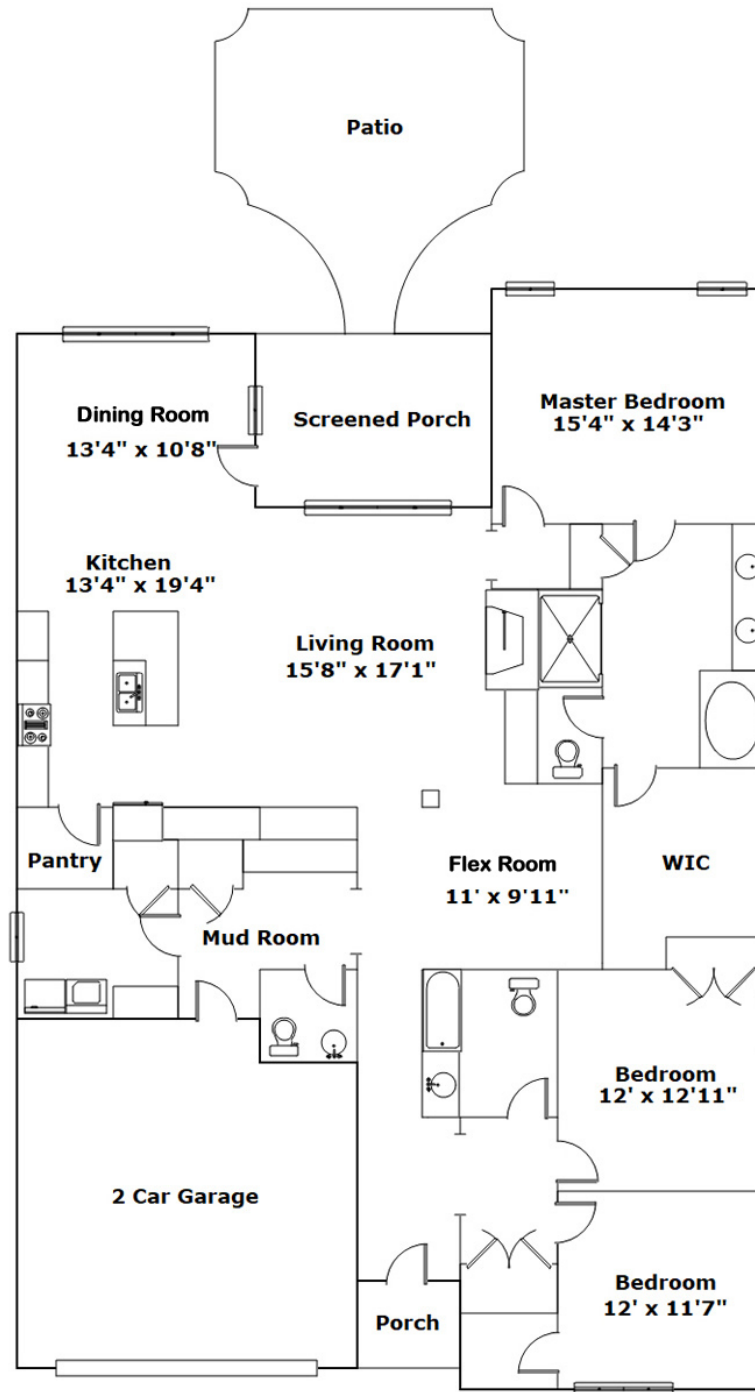 Patio
Dining Room
13'4" x 10'8"
Screened Porch
Master Bedroom
15'4" x 14'3"
Kitchen
13'4" x 19'4"
Living Room
15'8" x 17'1"
Pantry
Flex Room
11' x 9'11"
WIC
Mud Room
Bedroom
12' x 12'11"
2 Car Garage
Bedroom
12' x 11'7"
Porch